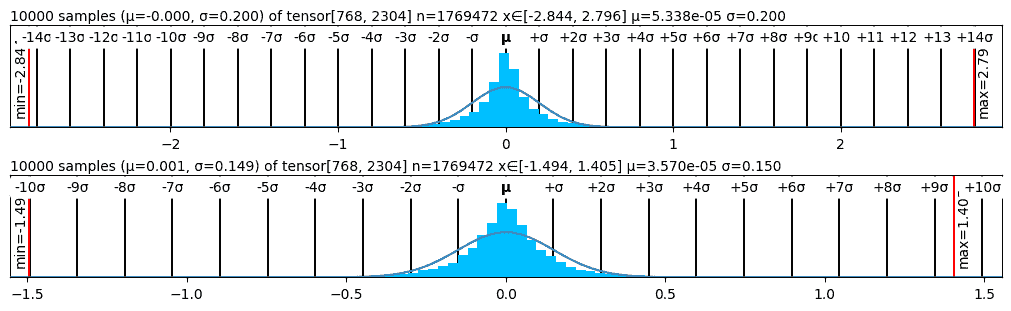 10000 samples (μ=-0.000, σ=0.200) of tensor[768, 2304] n=1769472 x∈[-2.844, 2.796] μ=5.338e-05 σ=0.200
-14σ -13σ -12σ -11σ -10σ -9σ -8σ -7σ -6σ -5σ -4σ -3σ -2σ -σ μ +σ +2σ +3σ +4σ +5σ +6σ +7σ +8σ +9σ +10 +11 +12 +13 +14σ
min=-2.84
max=2.79
−2 −1 0 1 2
10000 samples (μ=0.001, σ=0.149) of tensor[768, 2304] n=1769472 x∈[-1.494, 1.405] μ=3.570e-05 σ=0.150
-10σ -9σ -8σ -7σ -6σ -5σ -4σ -3σ -2σ -σ μ +σ +2σ +3σ +4σ +5σ +6σ +7σ +8σ +9σ +10σ
min=-1.49
max=1.40
−1.5 −1.0 −0.5 0.0 0.5 1.0 1.5